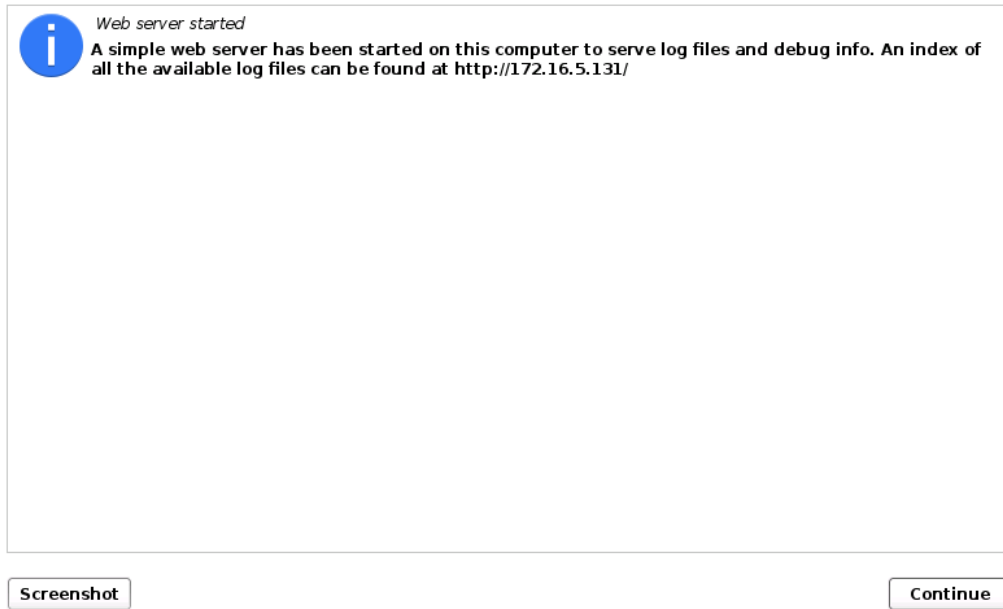 Web server started
A simple web server has been started on this computer to serve log files and debug info. An index of
all the available log files can be found at http://172.16.5.131/
Screenshot
Continue